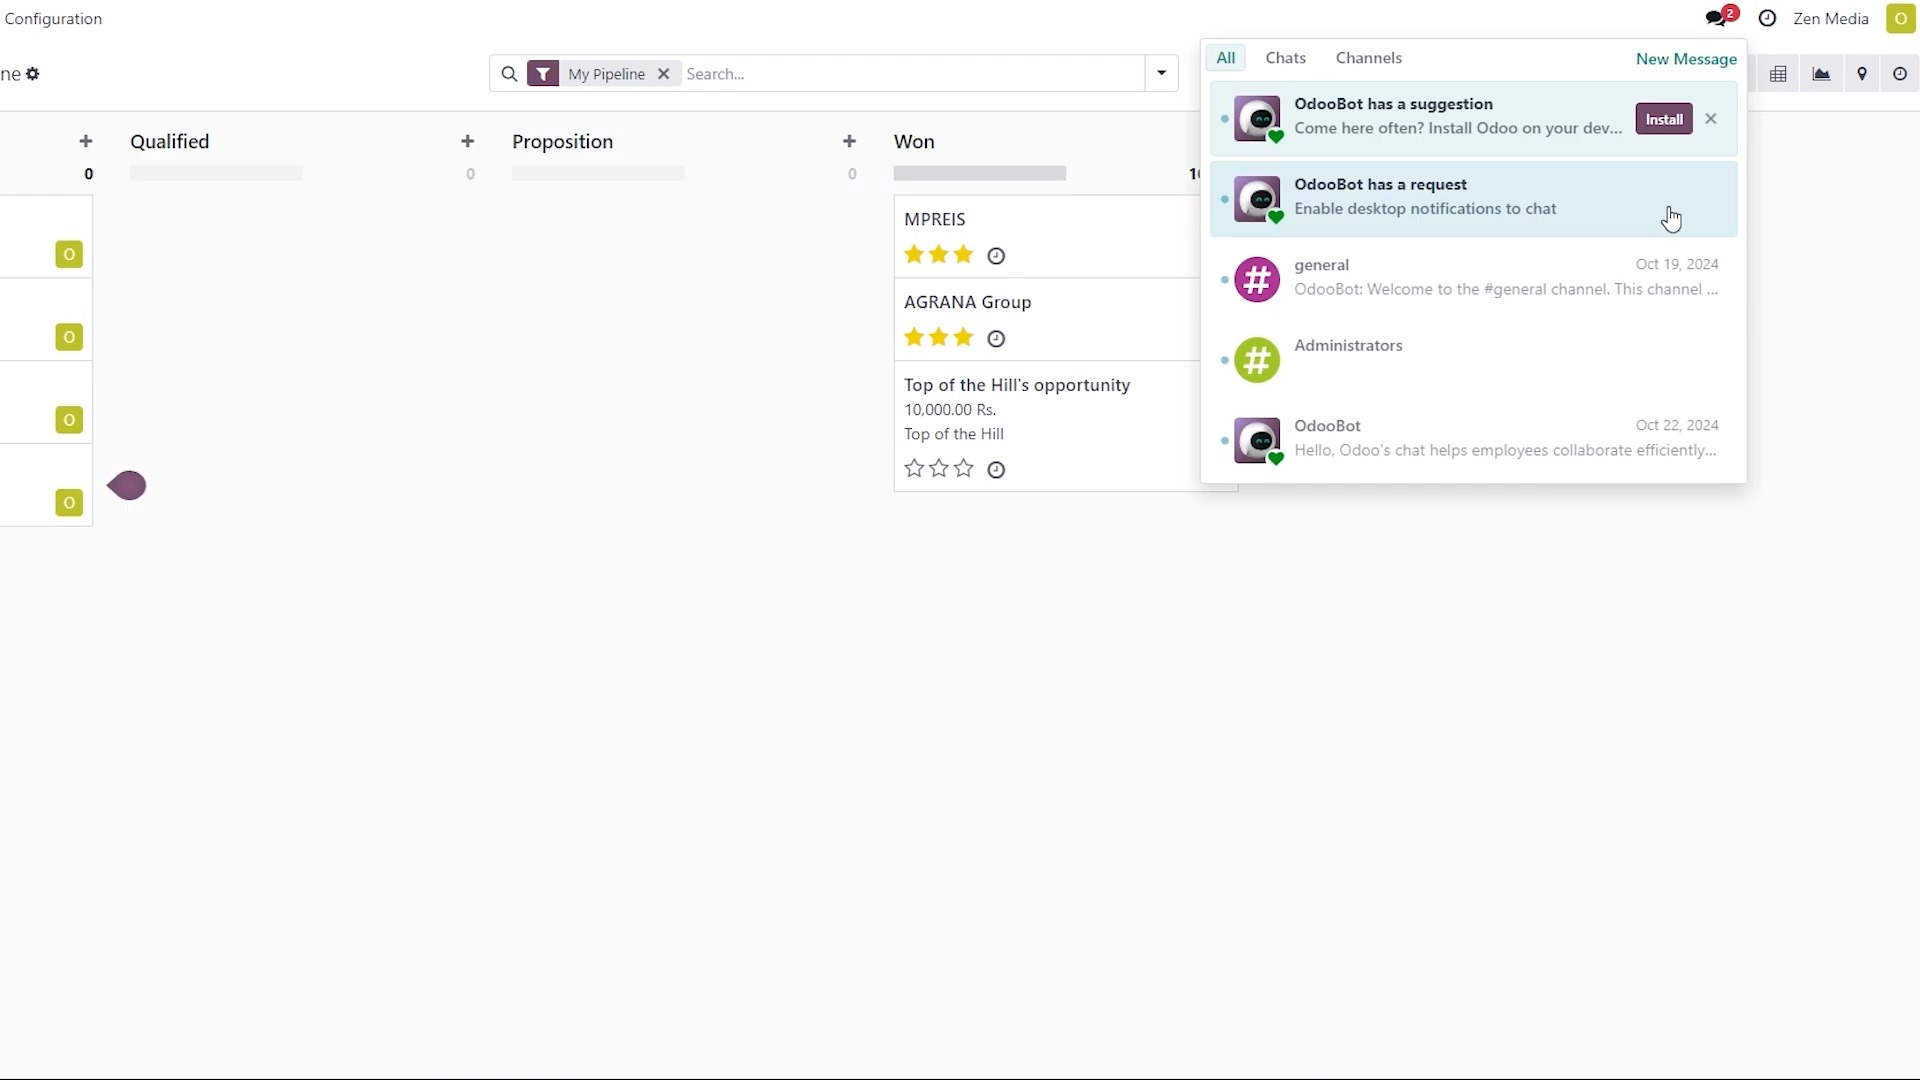 Configuration
2
Zen Media
O
ne
My Pipeline
Search...
All
Chats
Channels
New Message
OdooBot has a suggestion
Come here often? Install Odoo on your dev...
Install
OdooBot has a request
Enable desktop notifications to chat
general
Oct 19, 2024
OdooBot: Welcome to the #general channel. This channel ...
Administrators
OdooBot
Oct 22, 2024
Hello, Odoo's chat helps employees collaborate efficiently...
0
Qualified
0
Proposition
0
Won
10
O
O
O
O
MPREIS
AGRANA Group
Top of the Hill's opportunity
10,000.00 Rs.
Top of the Hill